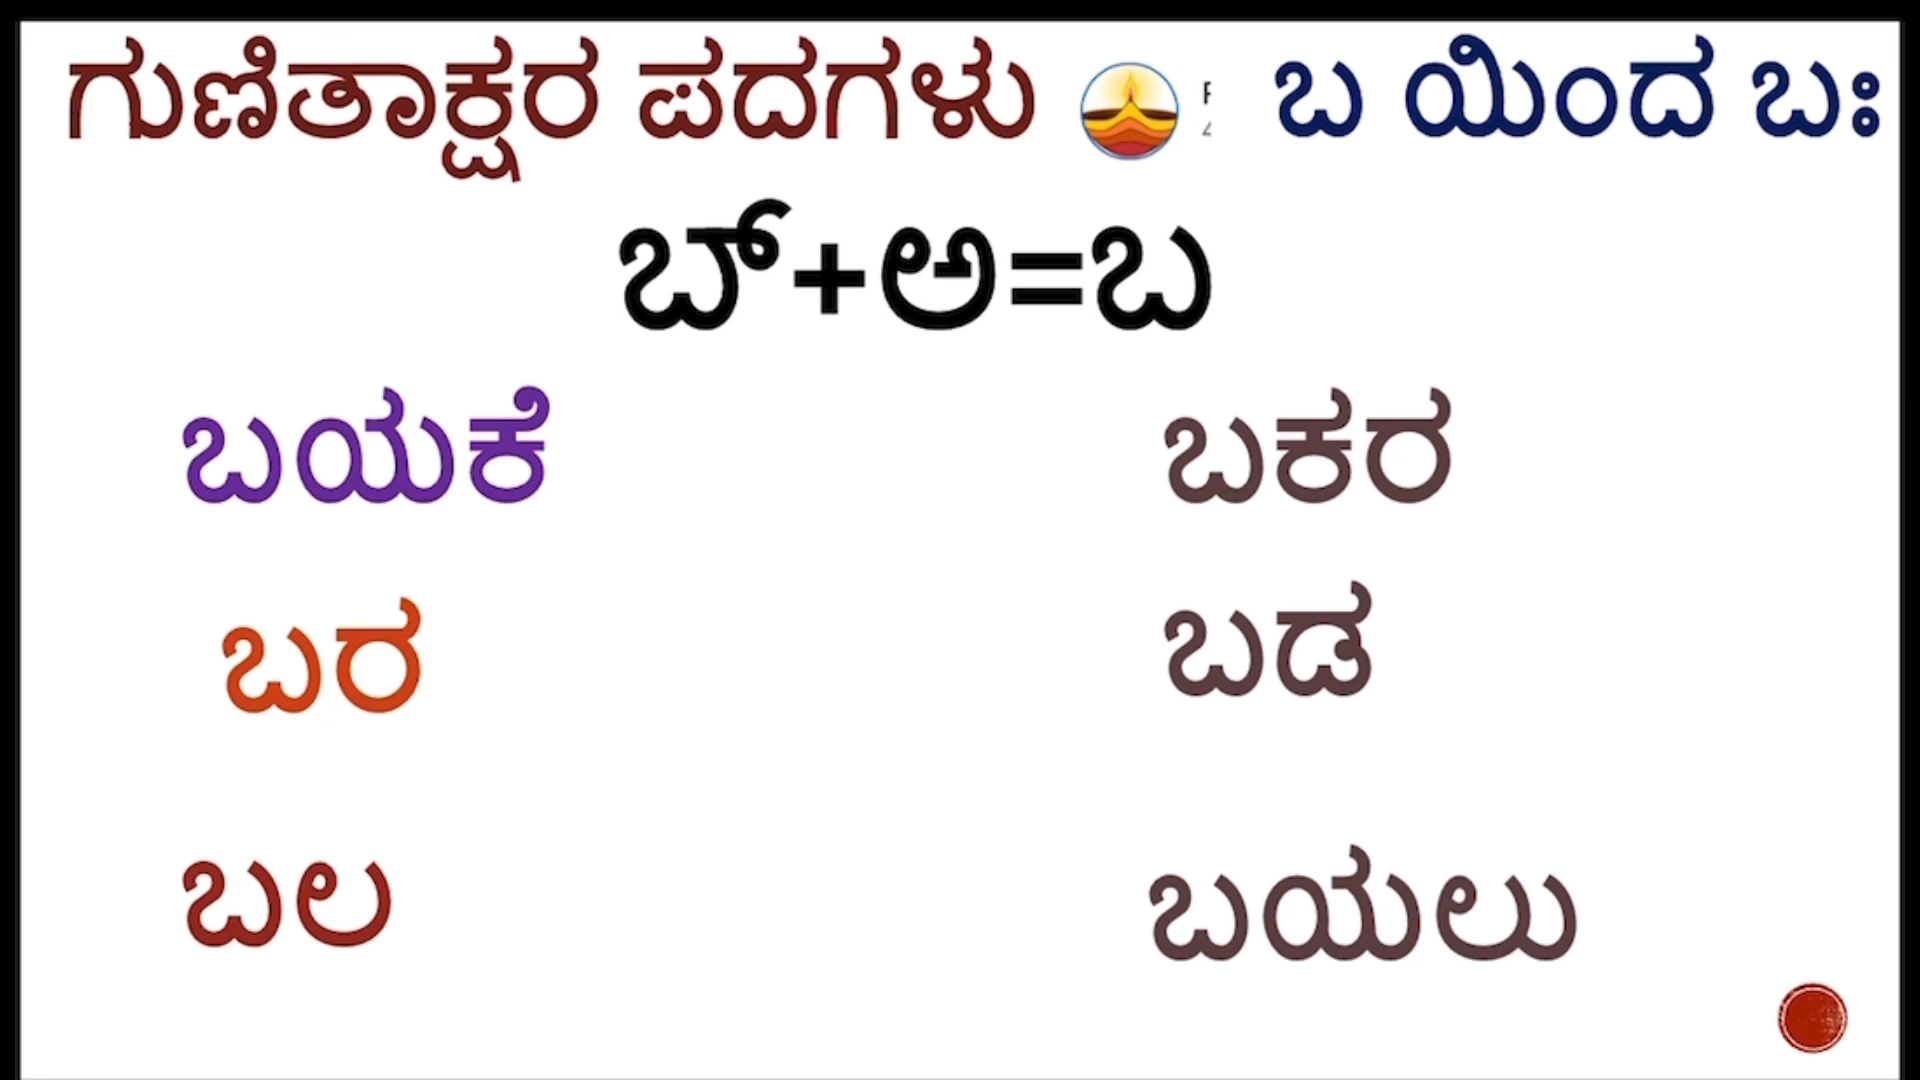 ಗುಣಿತಾಕ್ಷರ ಪದಗಳು ಬ ಯಿಂದ ಬಃ
ಬ್+ಅ=ಬ
ಬಯಕೆ ಬಕರ
ಬರ ಬಡ
ಬಲ ಬಯಲು